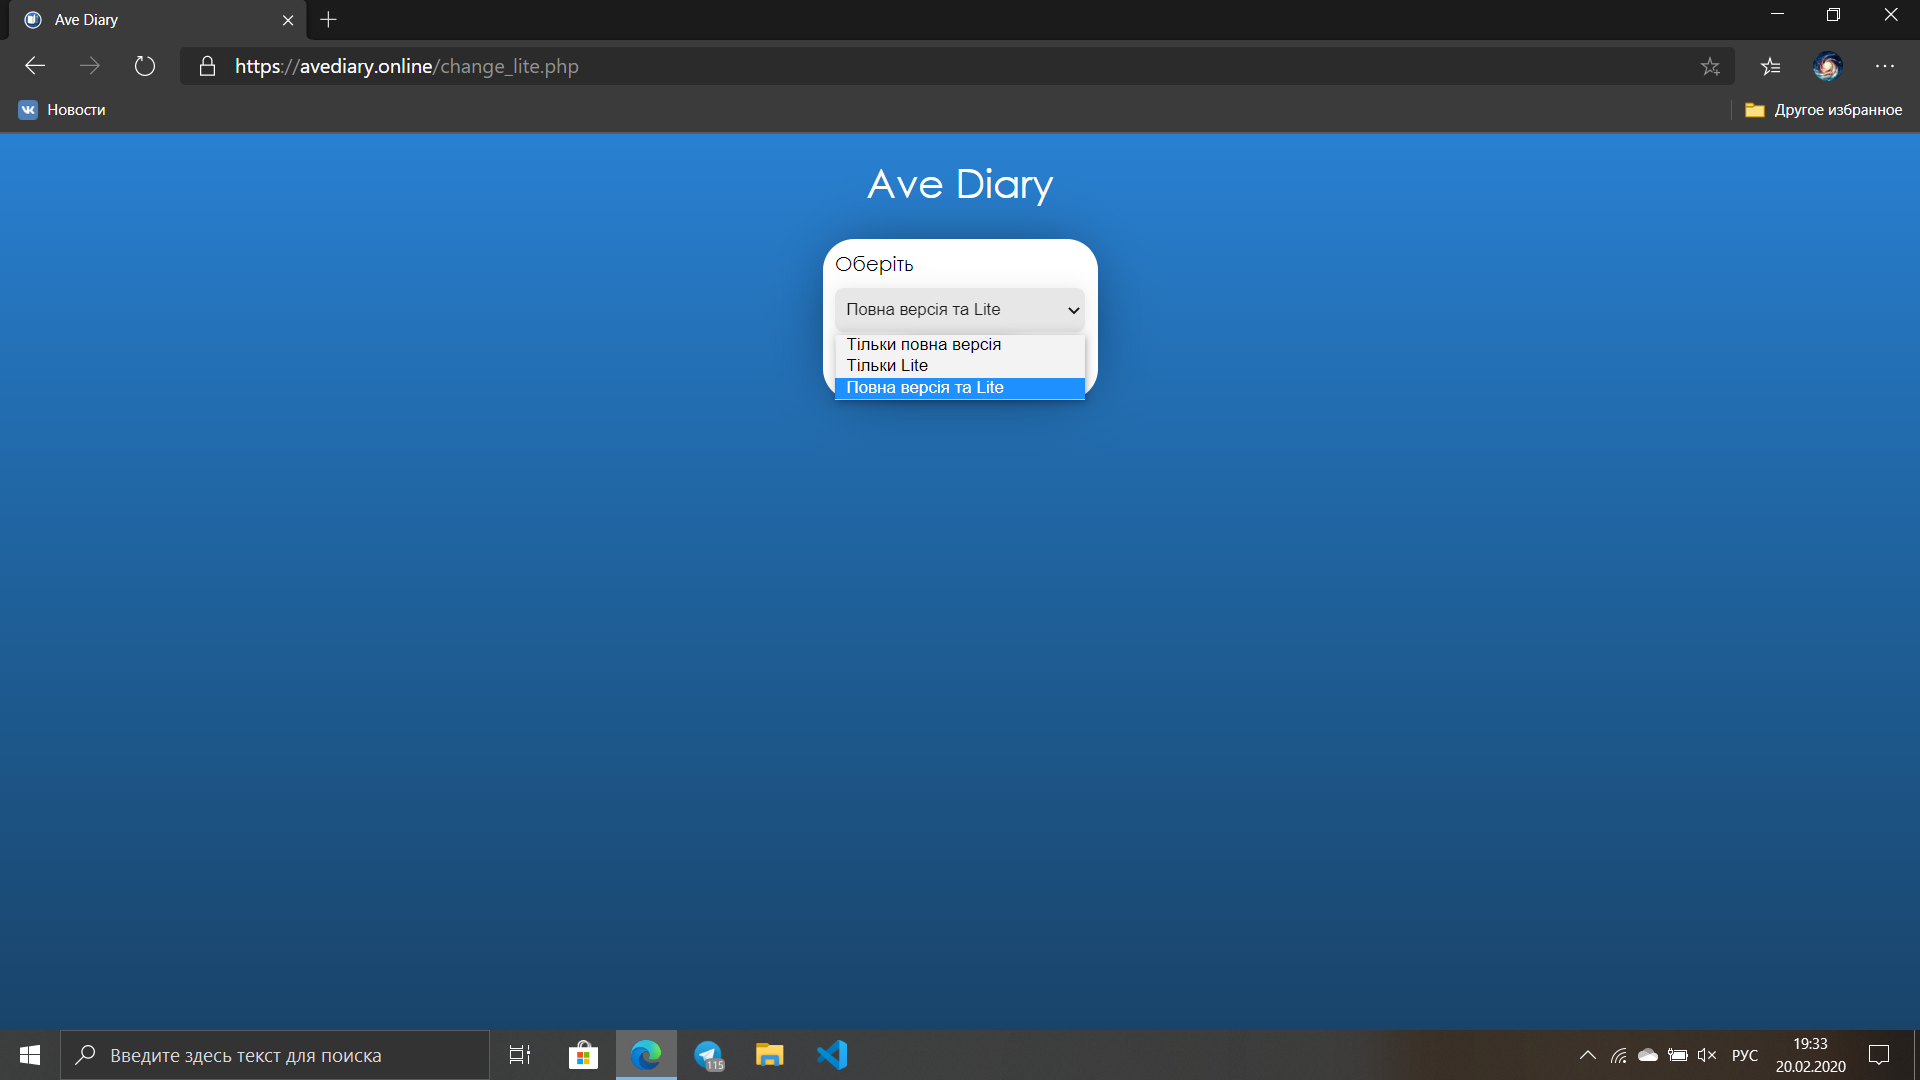 Ave Diary
https://avediary.online/change_lite.php
Новости
Другое избранное
Ave Diary
Оберіть
Повна версія та Lite
Тільки повна версія
Тільки Lite
Повна версія та Lite
Введите здесь текст для поиска
115
РУС
19:33
20.02.2020